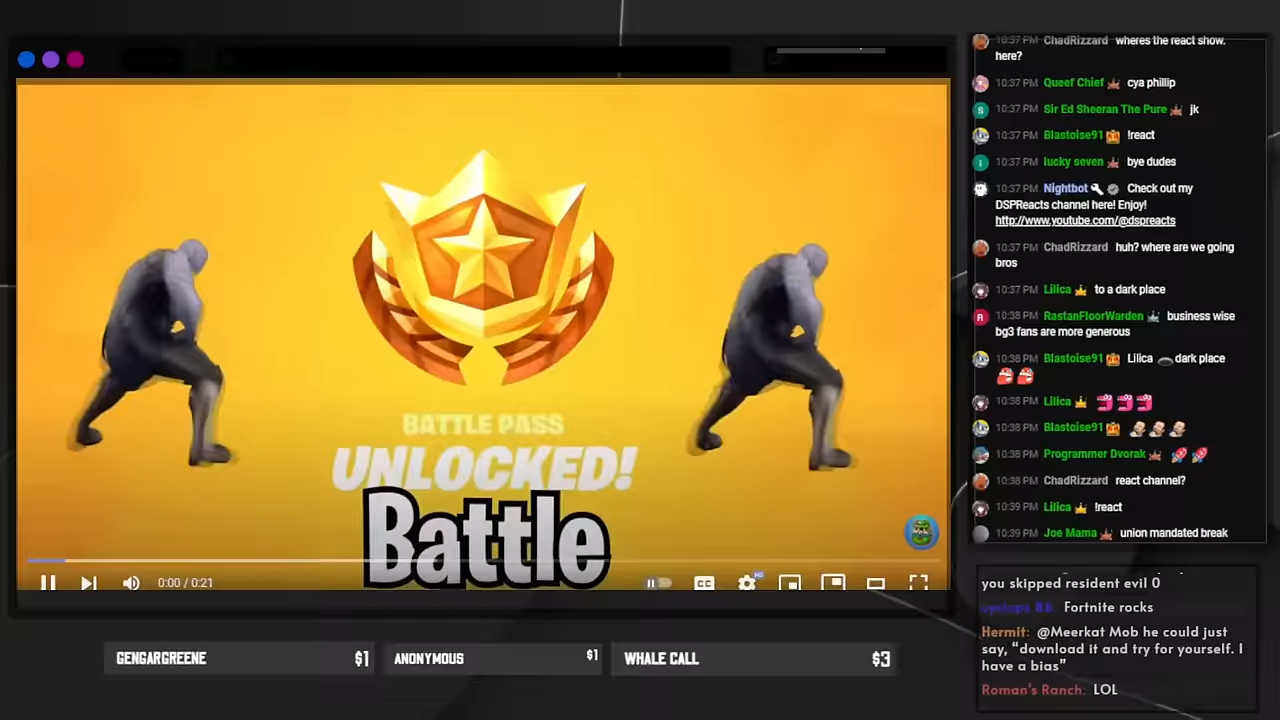 BATTLE PASS
UNLOCKED!
Battle
0:00 / 0:21
CC
HD
GENGARGREENE $1
ANONYMOUS $1
WHALE CALL $3
10:37 PM ChadRizzard wheres the react show.
here?
10:37 PM Queef Chief cya phillip
S 10:37 PM Sir Ed Sheeran The Pure jk
10:37 PM Blastoise91 !react
l 10:37 PM lucky seven bye dudes
10:37 PM Nightbot Check out my
DSPReacts channel here! Enjoy!
http://www.youtube.com/@dspreacts
10:37 PM ChadRizzard huh? where are we going
bros
10:37 PM Lilica to a dark place
R 10:38 PM RastanFloorWarden business wise
bg3 fans are more generous
10:38 PM Blastoise91 Lilica dark place
10:38 PM Lilica
10:38 PM Blastoise91
10:38 PM Programmer Dvorak
10:38 PM ChadRizzard react channel?
10:39 PM Lilica !react
10:39 PM Joe Mama union mandated break
you skipped resident evil 0
Fortnite rocks
Hermit: @Meerkat Mob he could just
say, “download it and try for yourself. I
have a bias”
Roman's Ranch: LOL